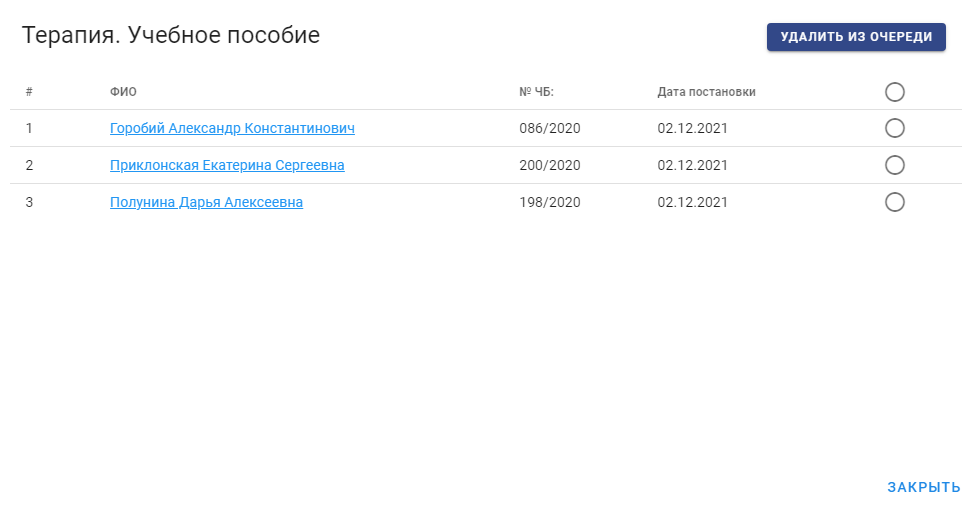 Терапия. Учебное пособие
УДАЛИТЬ ИЗ ОЧЕРЕДИ
# ФИО № ЧБ: Дата постановки
1 Горобий Александр Константинович 086/2020 02.12.2021
2 Приклонская Екатерина Сергеевна 200/2020 02.12.2021
3 Полунина Дарья Алексеевна 198/2020 02.12.2021
ЗАКРЫТЬ